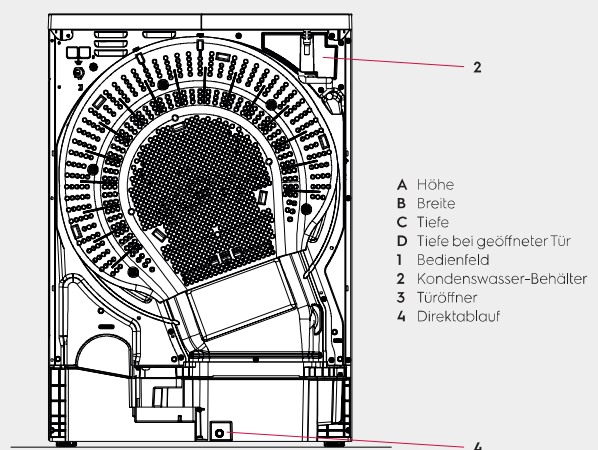 2
A Höhe
B Breite
C Tiefe
D Tiefe bei geöffneter Tür
1 Bedienfeld
2 Kondenswasser-Behälter
3 Türöffner
4 Direktablauf
4